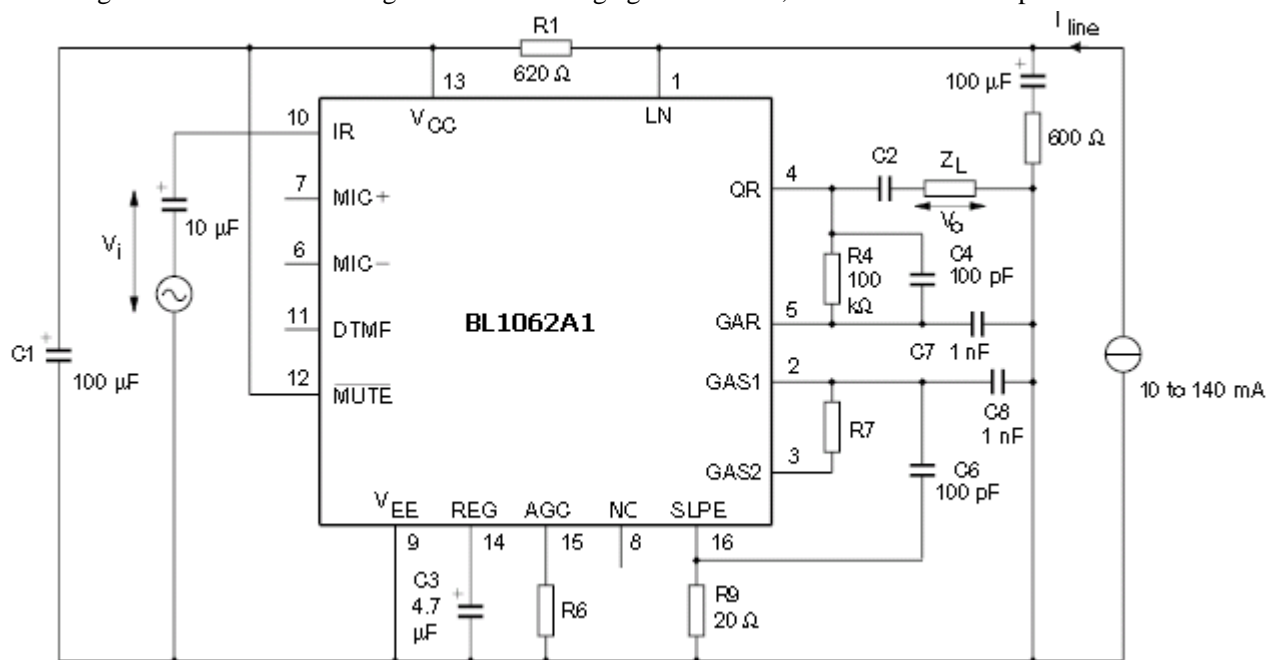 R1
620 Ω
I line
100 μF
600 Ω
13
1
V CC
LN
10
IR
7
MIC+
6
MIC−
11
DTMF
12
MUTE
V i
10 μF
C1
100 μF
BL1062A1
QR
4
C2
Z L
V o
R4
100
kΩ
C4
100 pF
GAR
5
C7
1 nF
GAS1
2
C8
1 nF
R7
GAS2
3
C6
100 pF
10 to 140 mA
V EE
REG
AGC
NC
SLPE
9
14
15
8
16
C3
4.7
μF
R6
R9
20 Ω